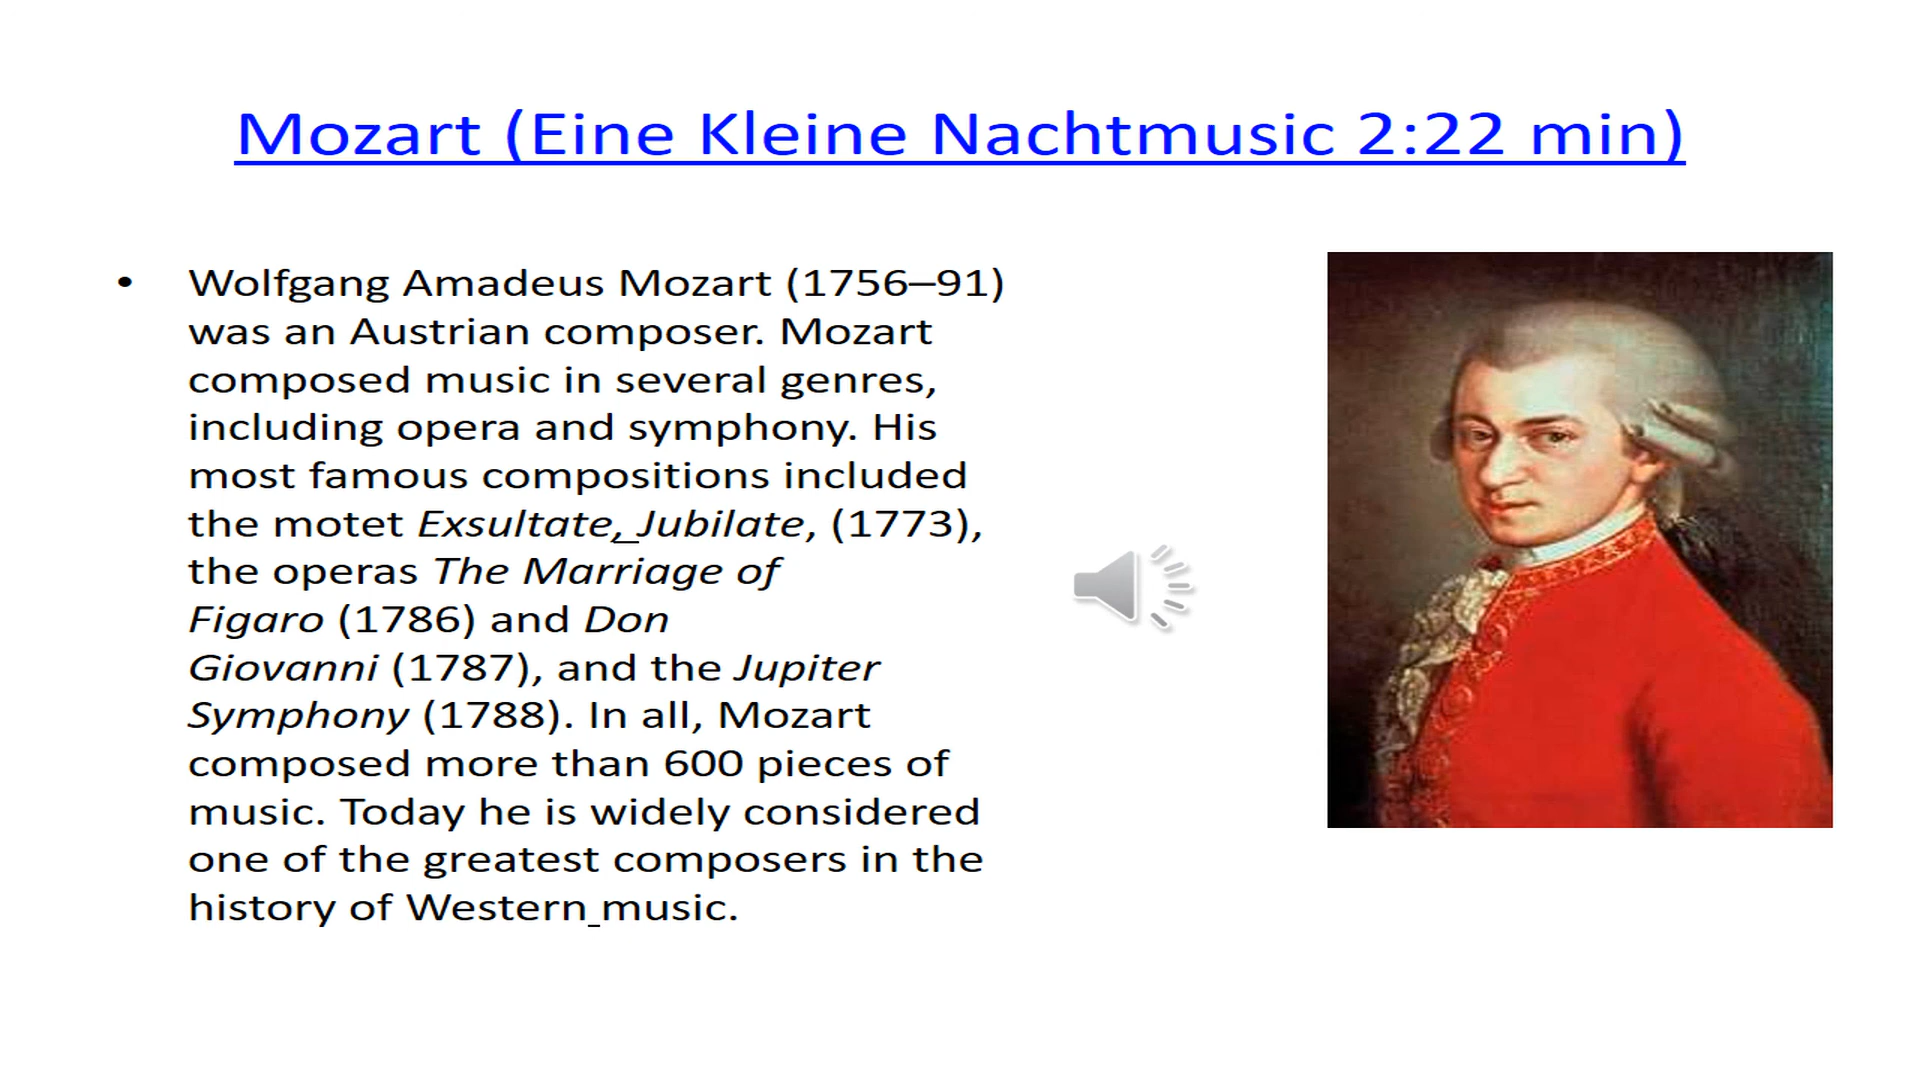 Mozart (Eine Kleine Nachtmusic 2:22 min)
• Wolfgang Amadeus Mozart (1756–91)
was an Austrian composer. Mozart
composed music in several genres,
including opera and symphony. His
most famous compositions included
the motet Exsultate, Jubilate, (1773),
the operas The Marriage of
Figaro (1786) and Don
Giovanni (1787), and the Jupiter
Symphony (1788). In all, Mozart
composed more than 600 pieces of
music. Today he is widely considered
one of the greatest composers in the
history of Western music.